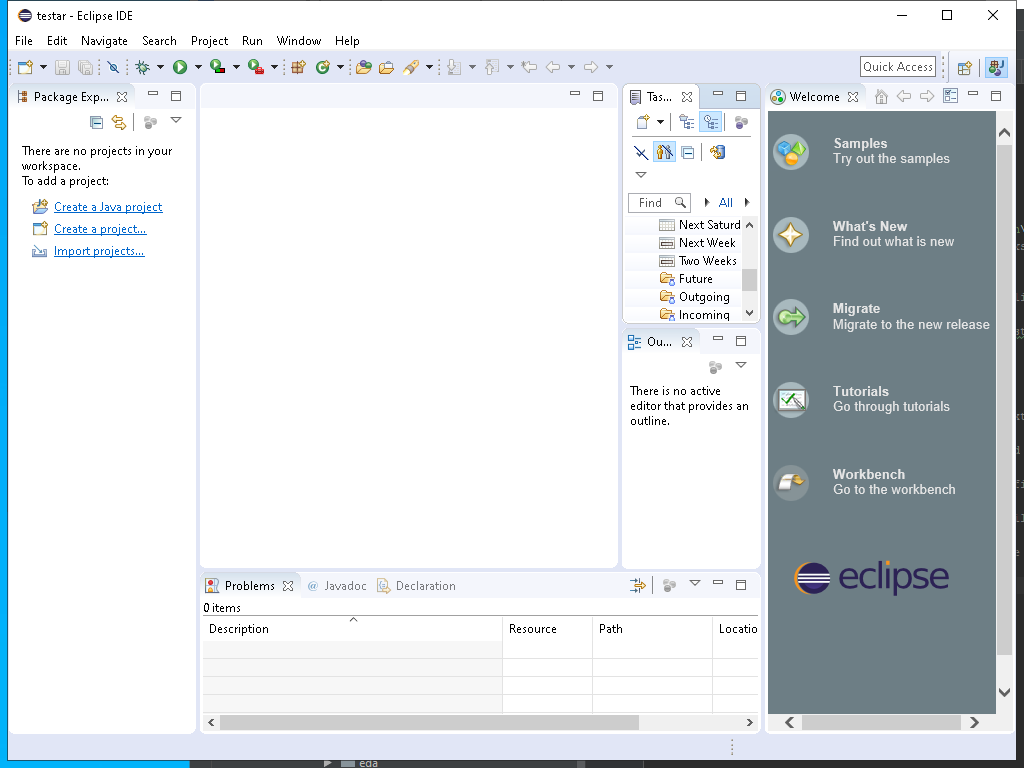 testar - Eclipse IDE
File Edit Navigate Search Project Run Window Help
Quick Access
Package Exp...
There are no projects in your
workspace.
To add a project:
Create a Java project
Create a project...
Import projects...
Tas...
Find
All
Next Saturd
Next Week
Two Weeks
Future
Outgoing
Incoming
Ou...
There is no active
editor that provides an
outline.
Welcome
Samples
Try out the samples
What's New
Find out what is new
Migrate
Migrate to the new release
Tutorials
Go through tutorials
Workbench
Go to the workbench
eclipse
Problems @ Javadoc Declaration
0 items
Description Resource Path Locatio
eda